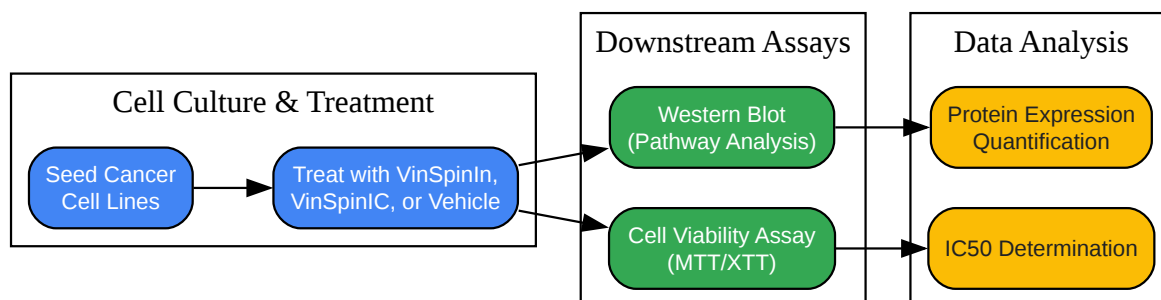 Cell Culture & Treatment
Seed Cancer
Cell Lines
Treat with VinSpinIn,
VinSpinIC, or Vehicle
Downstream Assays
Western Blot
(Pathway Analysis)
Cell Viability Assay
(MTT/XTT)
Data Analysis
Protein Expression
Quantification
IC50 Determination